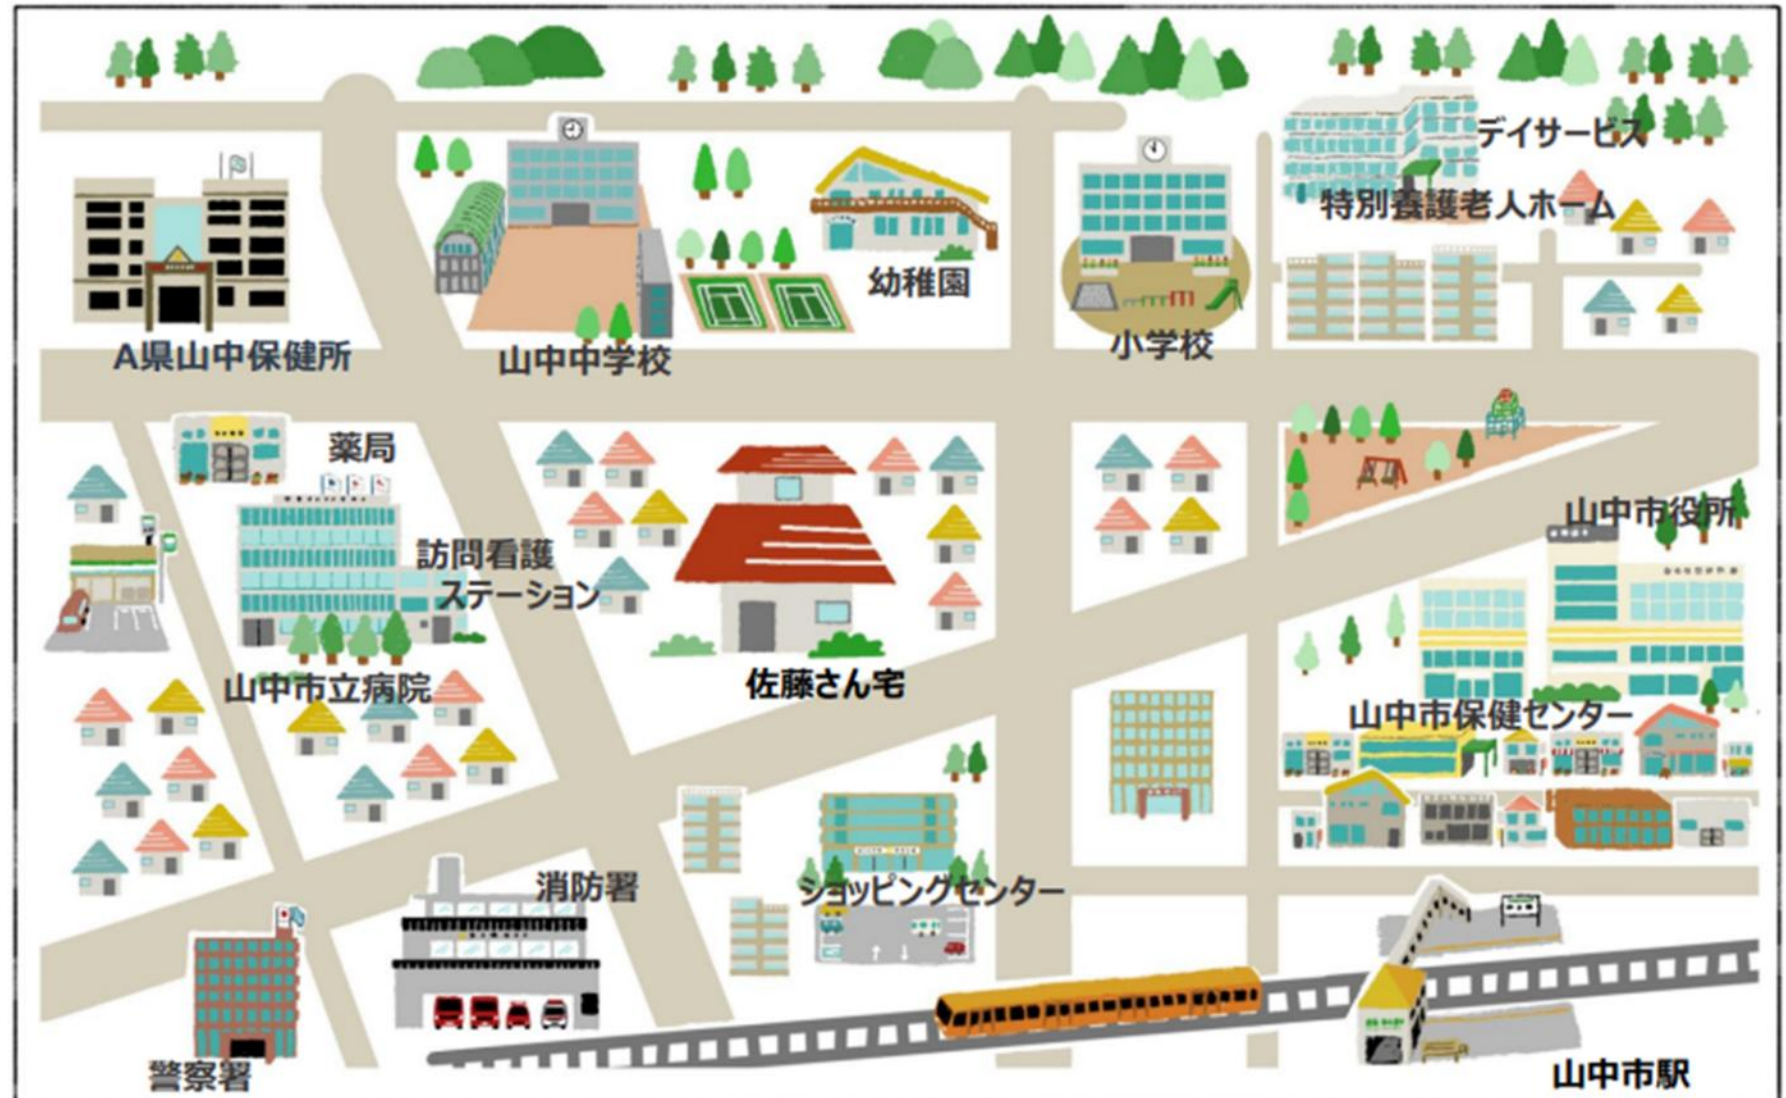 デイサービス
特別養護老人ホーム
幼稚園
小学校
A県山中保健所
山中中学校
薬局
山中市役所
訪問看護
ステーション
山中市立病院
佐藤さん宅
山中市保健センター
消防署
ショッピングセンター
警察署
山中市駅